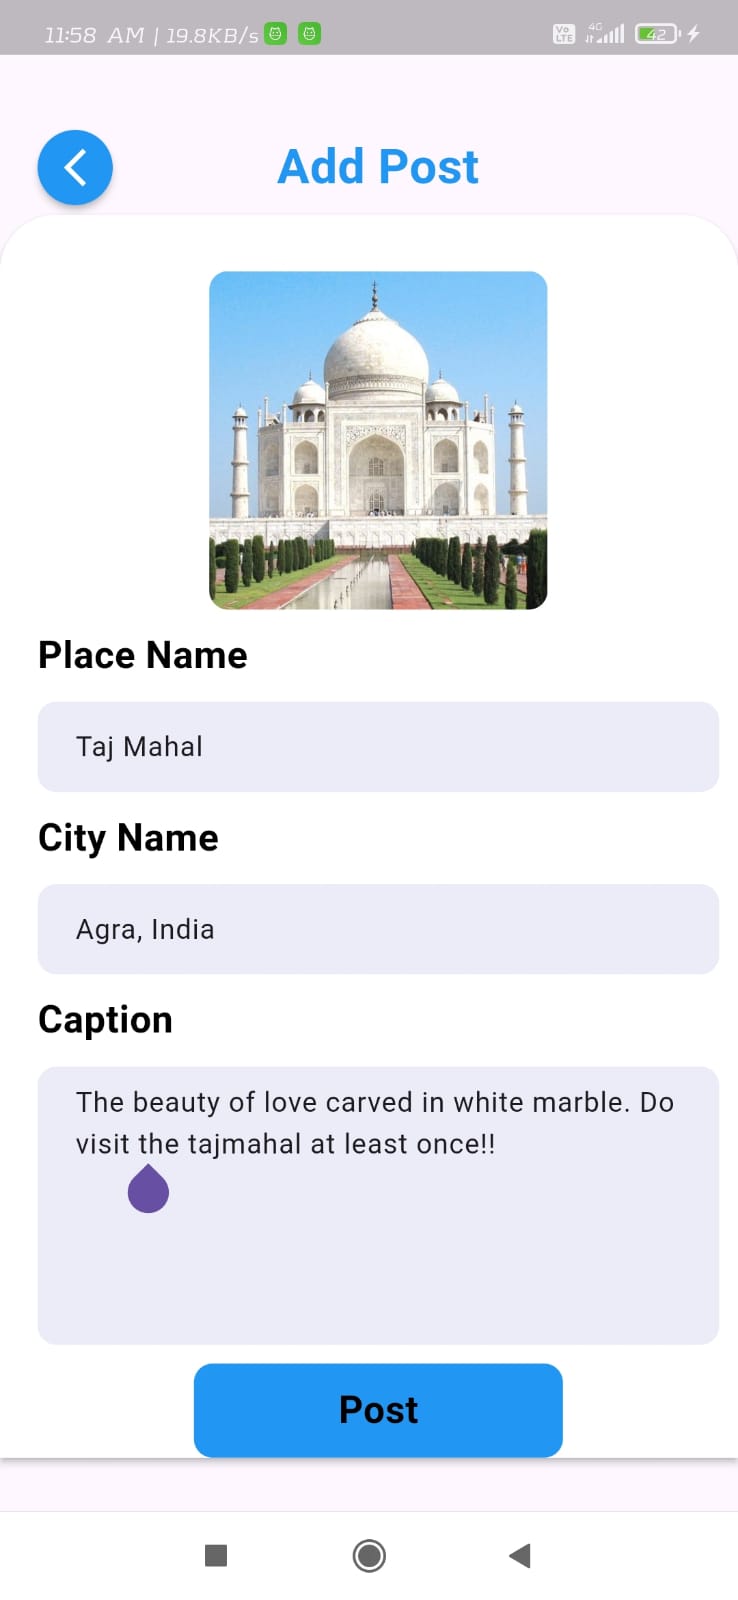 11:58 AM | 19.8KB/s
Vo LTE 4G 42
Add Post
Place Name
Taj Mahal
City Name
Agra, India
Caption
The beauty of love carved in white marble. Do
visit the tajmahal at least once!!
Post